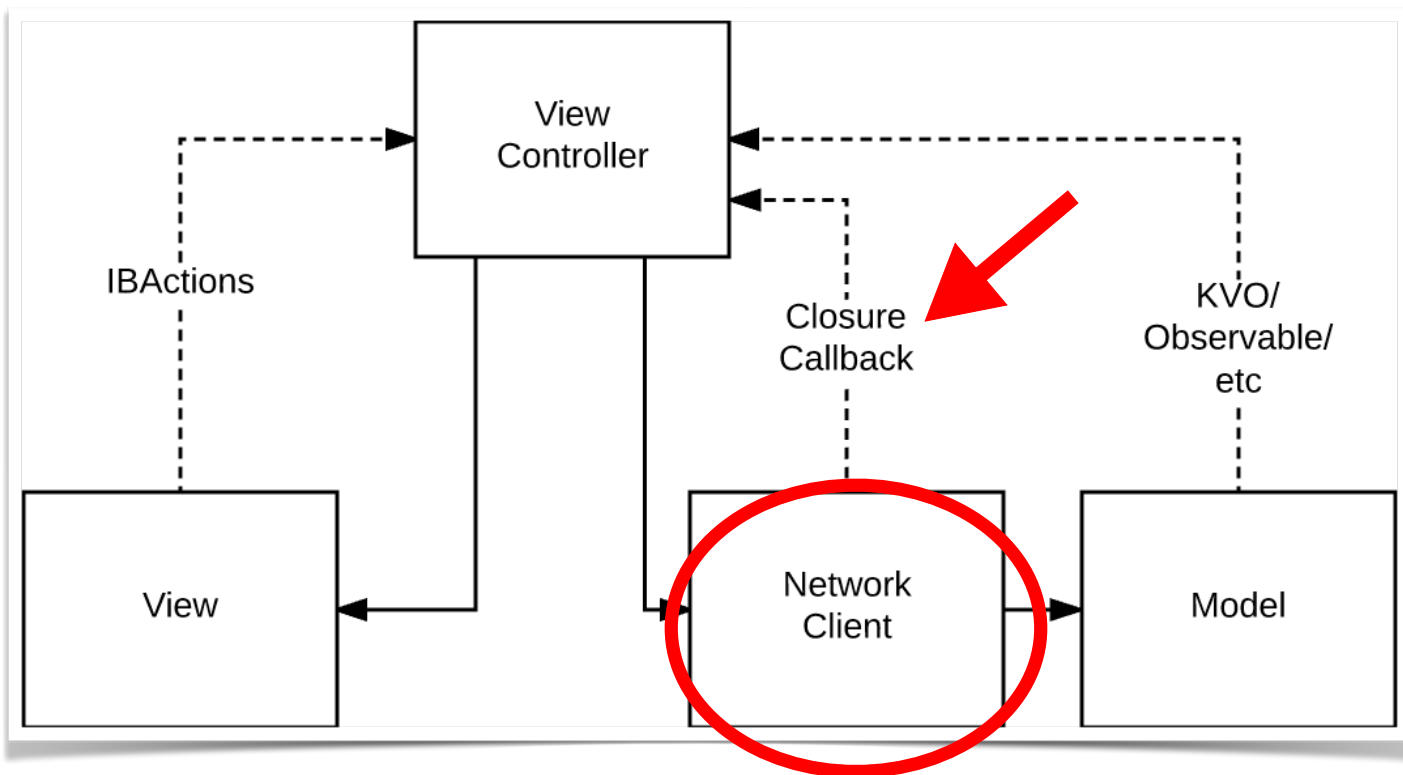 View
Controller
IBActions
Closure
Callback
KVO/
Observable/
etc
View
Network
Client
Model